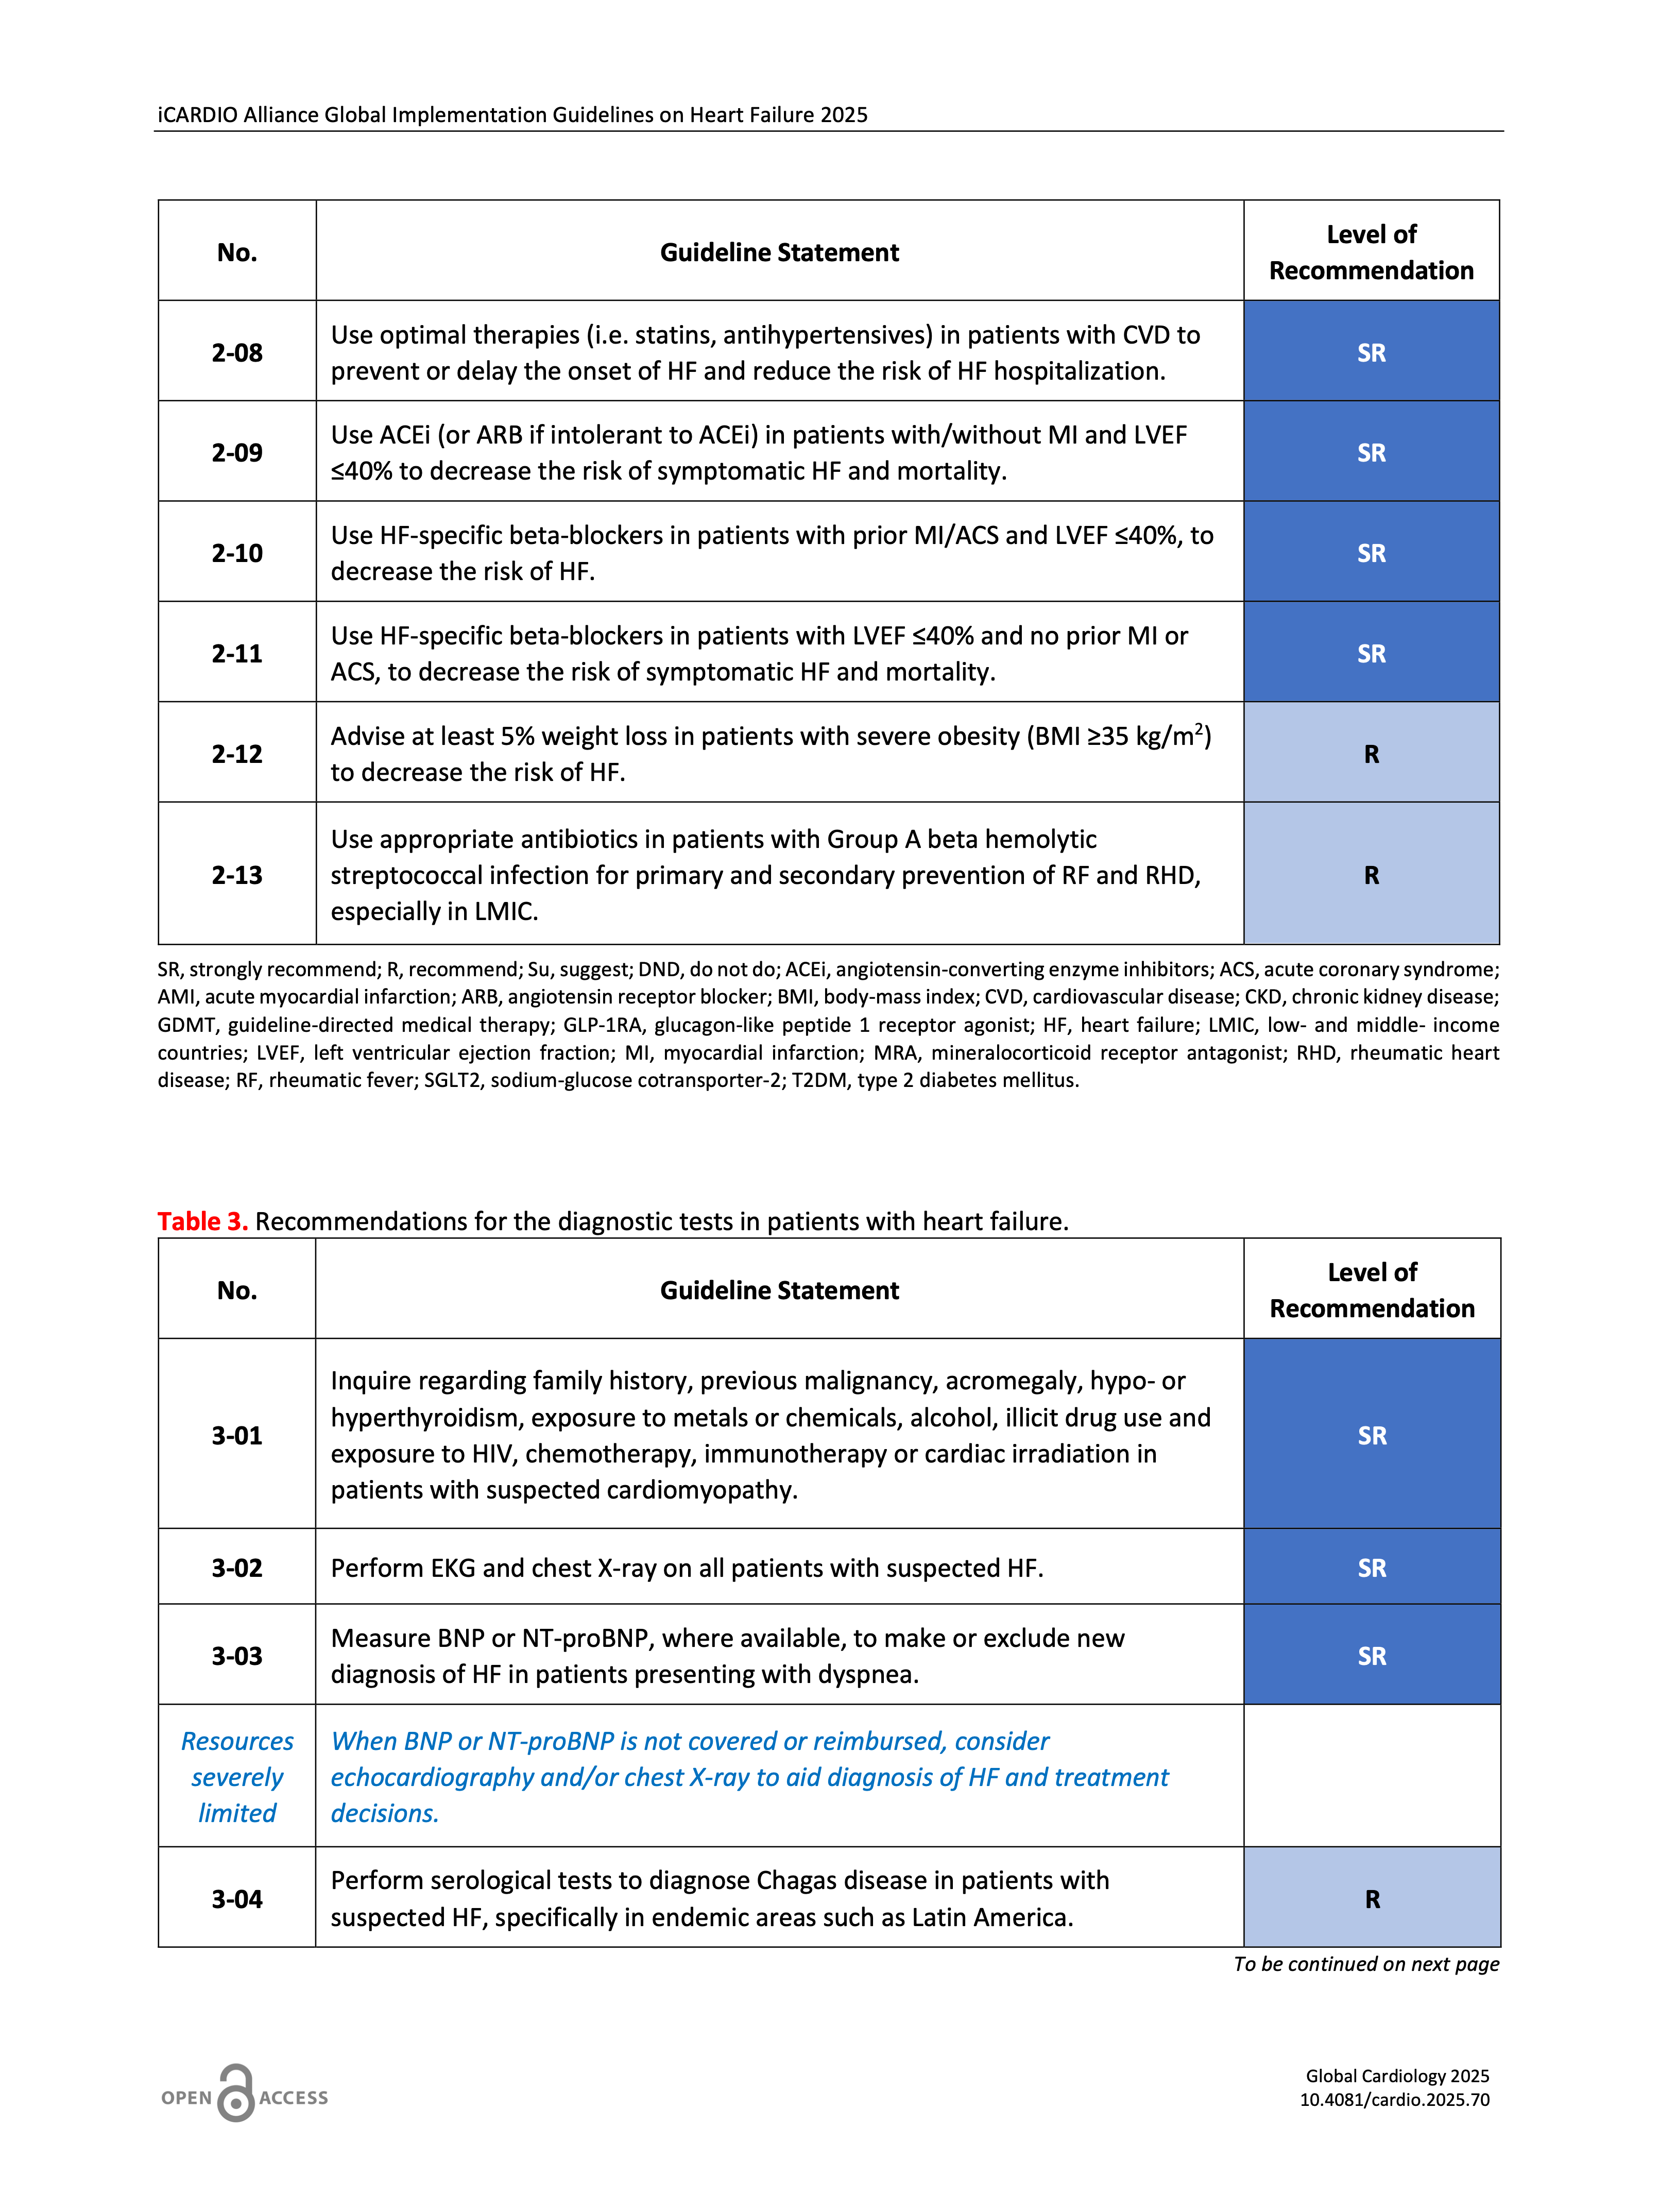 iCARDIO Alliance Global Implementation Guidelines on Heart Failure 2025
No.
Guideline Statement
Level of
Recommendation
2-08
Use optimal therapies (i.e. statins, antihypertensives) in patients with CVD to
prevent or delay the onset of HF and reduce the risk of HF hospitalization.
SR
2-09
Use ACEi (or ARB if intolerant to ACEi) in patients with/without MI and LVEF
≤40% to decrease the risk of symptomatic HF and mortality.
SR
2-10
Use HF-specific beta-blockers in patients with prior MI/ACS and LVEF ≤40%, to
decrease the risk of HF.
SR
2-11
Use HF-specific beta-blockers in patients with LVEF ≤40% and no prior MI or
ACS, to decrease the risk of symptomatic HF and mortality.
SR
2-12
Advise at least 5% weight loss in patients with severe obesity (BMI ≥35 kg/m²)
to decrease the risk of HF.
R
2-13
Use appropriate antibiotics in patients with Group A beta hemolytic
streptococcal infection for primary and secondary prevention of RF and RHD,
especially in LMIC.
R
SR, strongly recommend; R, recommend; Su, suggest; DND, do not do; ACEi, angiotensin-converting enzyme inhibitors; ACS, acute coronary syndrome;
AMI, acute myocardial infarction; ARB, angiotensin receptor blocker; BMI, body-mass index; CVD, cardiovascular disease; CKD, chronic kidney disease;
GDMT, guideline-directed medical therapy; GLP-1RA, glucagon-like peptide 1 receptor agonist; HF, heart failure; LMIC, low- and middle- income
countries; LVEF, left ventricular ejection fraction; MI, myocardial infarction; MRA, mineralocorticoid receptor antagonist; RHD, rheumatic heart
disease; RF, rheumatic fever; SGLT2, sodium-glucose cotransporter-2; T2DM, type 2 diabetes mellitus.
Table 3. Recommendations for the diagnostic tests in patients with heart failure.
No.
Guideline Statement
Level of
Recommendation
3-01
Inquire regarding family history, previous malignancy, acromegaly, hypo- or
hyperthyroidism, exposure to metals or chemicals, alcohol, illicit drug use and
exposure to HIV, chemotherapy, immunotherapy or cardiac irradiation in
patients with suspected cardiomyopathy.
SR
3-02
Perform EKG and chest X-ray on all patients with suspected HF.
SR
3-03
Measure BNP or NT-proBNP, where available, to make or exclude new
diagnosis of HF in patients presenting with dyspnea.
SR
Resources
severely
limited
When BNP or NT-proBNP is not covered or reimbursed, consider
echocardiography and/or chest X-ray to aid diagnosis of HF and treatment
decisions.
3-04
Perform serological tests to diagnose Chagas disease in patients with
suspected HF, specifically in endemic areas such as Latin America.
R
To be continued on next page
OPEN ACCESS
Global Cardiology 2025
10.4081/cardio.2025.70